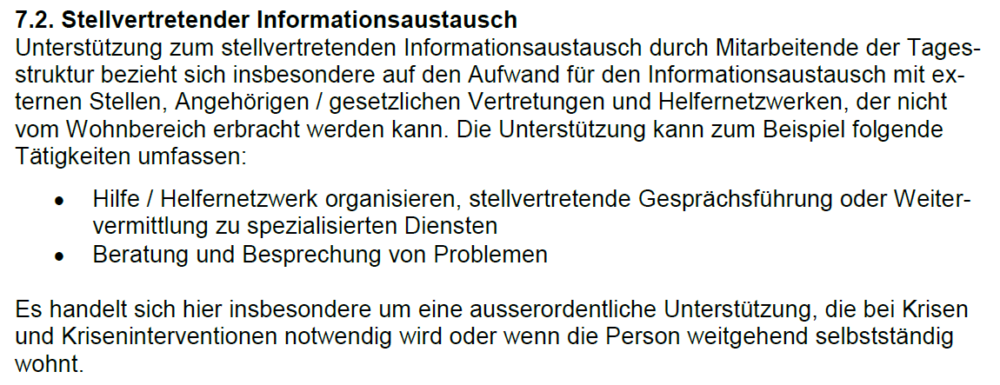 7.2. Stellvertretender Informationsaustausch
Unterstützung zum stellvertretenden Informationsaustausch durch Mitarbeitende der Tages-
struktur bezieht sich insbesondere auf den Aufwand für den Informationsaustausch mit ex-
ternen Stellen, Angehörigen / gesetzlichen Vertretungen und Helfernetzwerken, der nicht
vom Wohnbereich erbracht werden kann. Die Unterstützung kann zum Beispiel folgende
Tätigkeiten umfassen:
• Hilfe / Helfernetzwerk organisieren, stellvertretende Gesprächsführung oder Weiter-
vermittlung zu spezialisierten Diensten
• Beratung und Besprechung von Problemen
Es handelt sich hier insbesondere um eine ausserordentliche Unterstützung, die bei Krisen
und Kriseninterventionen notwendig wird oder wenn die Person weitgehend selbstständig
wohnt.